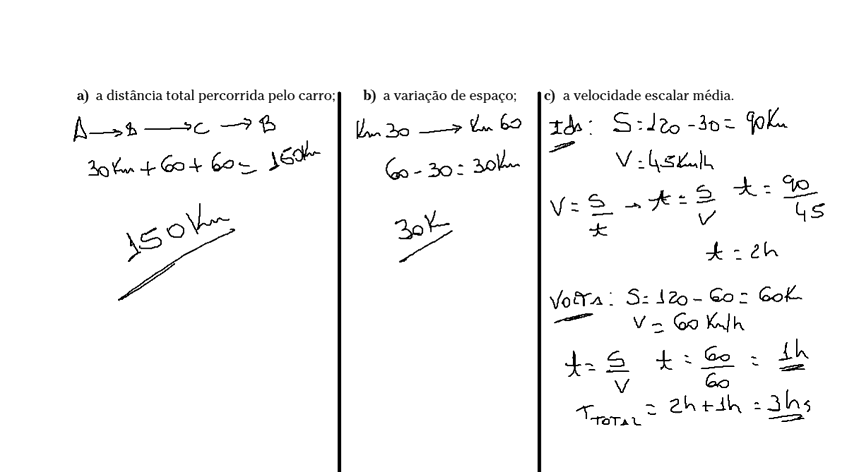 a) a distância total percorrida pelo carro;
A → B → C → B
30Km + 60 + 60 = 150Km
150Km
b) a variação de espaço;
Km 30 → Km 60
60 - 30 = 30Km
30K
c) a velocidade escalar média.
Ida: S=120-30 = 90Km
V=45Km/h
V = S/t → t = S/V t = 90/45
t = 2h
Volta: S=120-60=60K
V = 60 Km/h
t = S/V t = 60/60 = 1h
T TOTAL = 2h+1h = 3hs